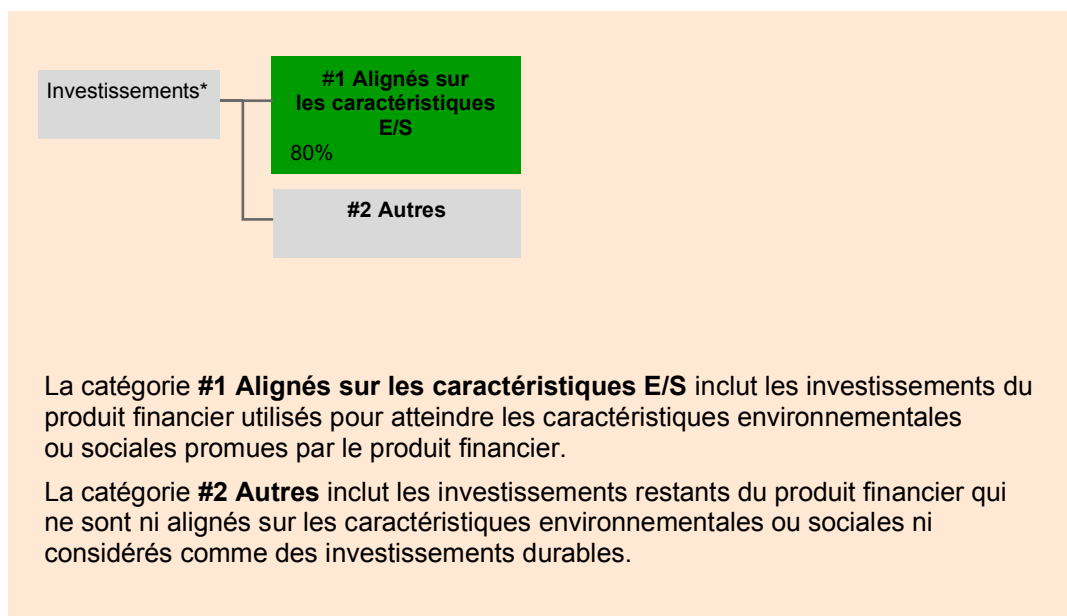 Investissements*
#1 Alignés sur
les caractéristiques
E/S
80%
#2 Autres
La catégorie #1 Alignés sur les caractéristiques E/S inclut les investissements du
produit financier utilisés pour atteindre les caractéristiques environnementales
ou sociales promues par le produit financier.
La catégorie #2 Autres inclut les investissements restants du produit financier qui
ne sont ni alignés sur les caractéristiques environnementales ou sociales ni
considérés comme des investissements durables.